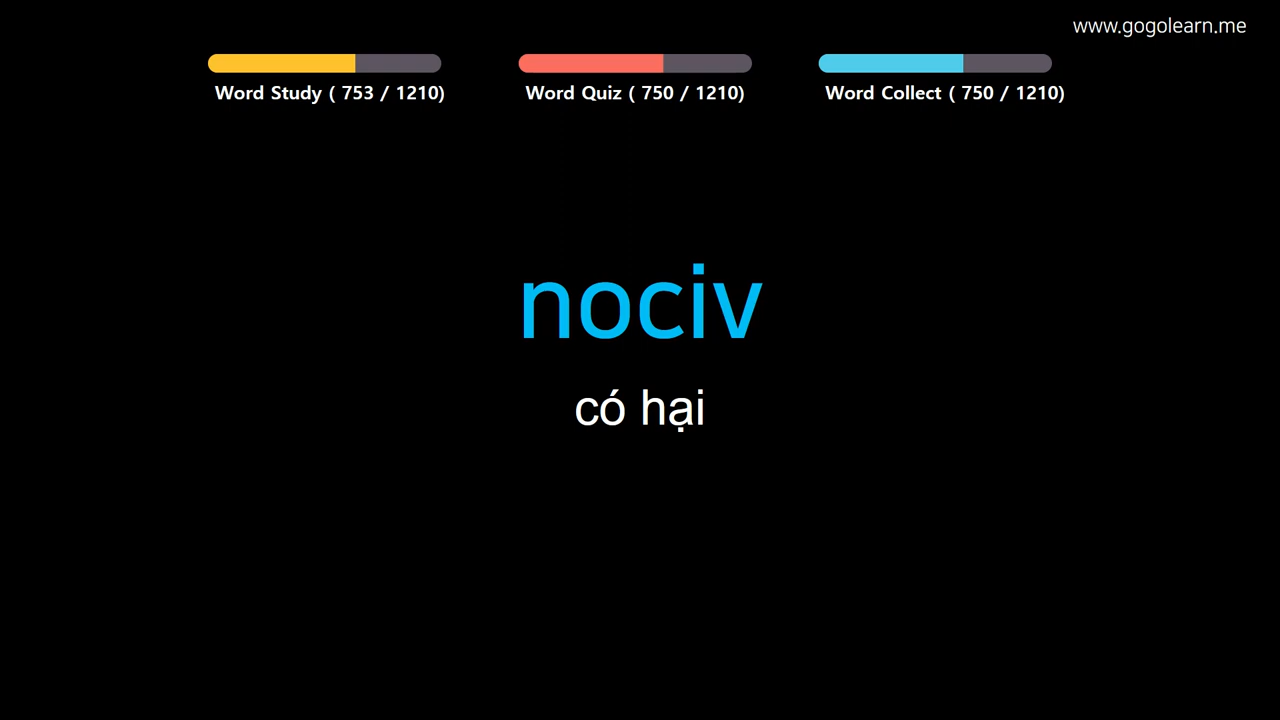 www.gogolearn.me
Word Study ( 753 / 1210)
Word Quiz ( 750 / 1210)
Word Collect ( 750 / 1210)
nociv
có hại